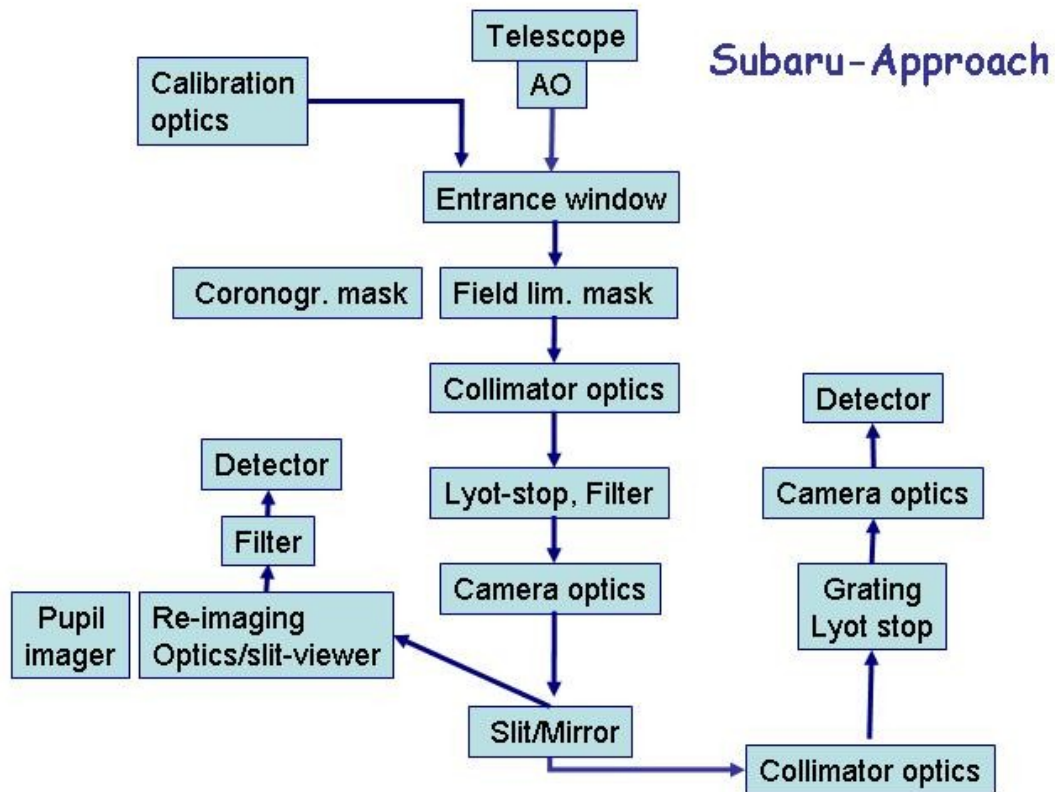 Telescope
Subaru-Approach
AO
Calibration
optics
Entrance window
Coronogr. mask
Field lim. mask
Collimator optics
Detector
Detector
Lyot-stop, Filter
Camera optics
Filter
Camera optics
Grating
Lyot stop
Pupil
imager
Re-imaging
Optics/slit-viewer
Slit/Mirror
Collimator optics